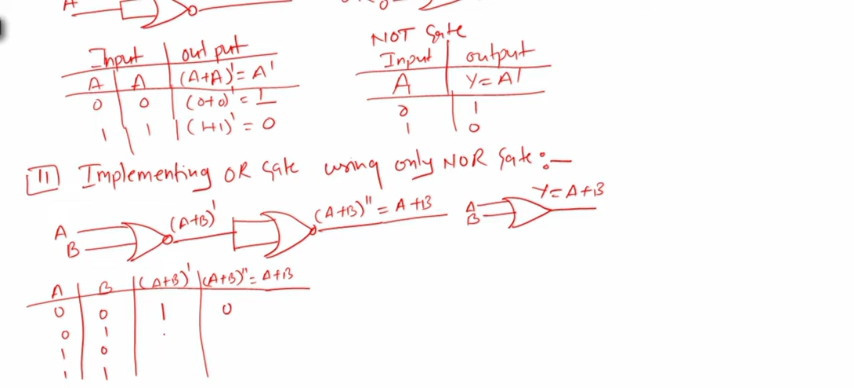 A
NOT Gate
Input | output
A | A | (A+A)' = A'
0 | 0 | (0+0)' = 1
1 | 1 | (1+1)' = 0
Input | output
A | Y = A'
0 | 1
1 | 0
II Implementing OR Gate using only NOR Gate :-
A B (A+B)' (A+B)'' = A+B A B Y = A+B
A | B | (A+B)' | (A+B)'' = A+B
0 | 0 | 1 | 0
0 | 1
1 | 0
1 | 1